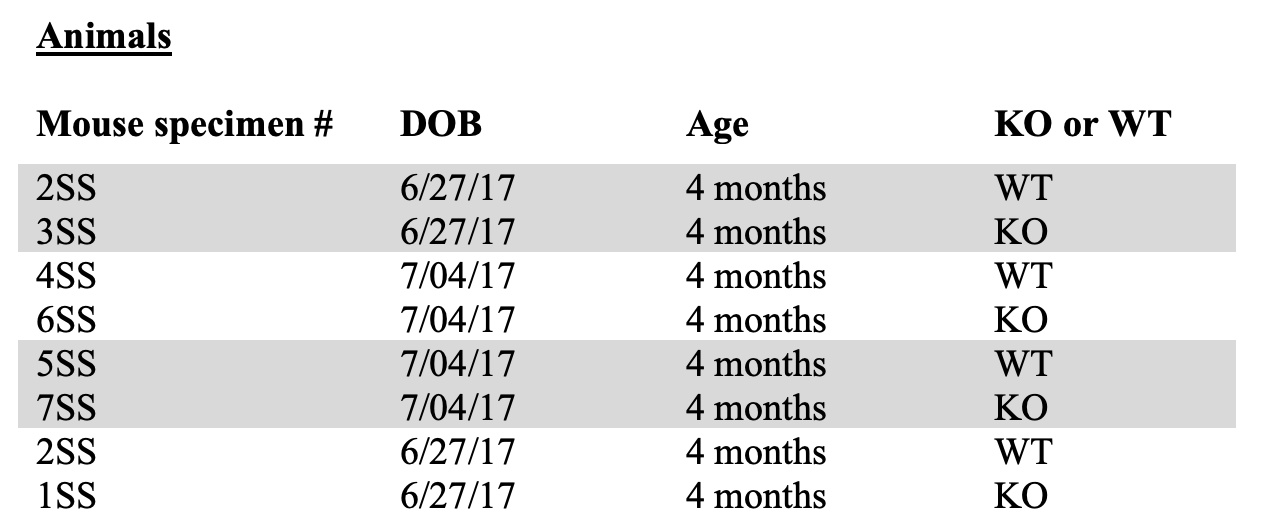 Animals
Mouse specimen # DOB Age KO or WT
2SS 6/27/17 4 months WT
3SS 6/27/17 4 months KO
4SS 7/04/17 4 months WT
6SS 7/04/17 4 months KO
5SS 7/04/17 4 months WT
7SS 7/04/17 4 months KO
2SS 6/27/17 4 months WT
1SS 6/27/17 4 months KO